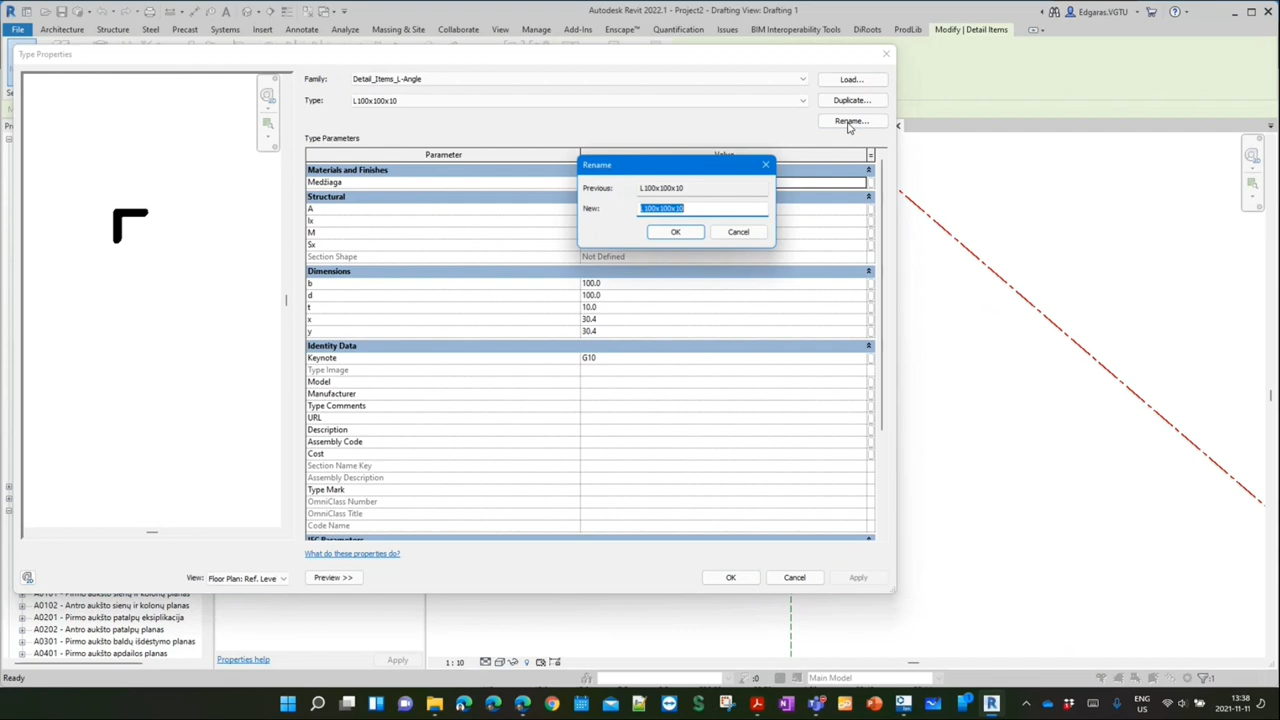 Autodesk Revit 2022.1 - Project2 - Drafting View: Drafting 1
Edgaras.VGTU
File Architecture Structure Steel Precast Systems Insert Annotate Analyze Massing & Site Collaborate View Manage Add-Ins Enscape™ Quantification Issues BIM Interoperability Tools DiRoots ProdLib Modify | Detail Items
Type Properties
Family: Detail_Items_L-Angle Load...
Type: L100x100x10 Duplicate...
Rename...
Type Parameters
Parameter Value =
Rename
Previous: L100x100x10
New: L100x100x10
OK Cancel
Materials and Finishes
Medžiaga
Structural
A
Ix
M
Sx
Section Shape Not Defined
Dimensions
b 100.0
d 100.0
t 10.0
x 30.4
y 30.4
Identity Data
Keynote G10
Type Image
Model
Manufacturer
Type Comments
URL
Description
Assembly Code
Cost
Section Name Key
Assembly Description
Type Mark
OmniClass Number
OmniClass Title
Code Name
IFC Parameters
What do these properties do?
View: Floor Plan: Ref. Leve Preview >> OK Cancel Apply
A0102 - Antro aukšto sienų ir kolonų planas
A0201 - Pirmo aukšto patalpų eksiplikacija
A0202 - Antro aukšto patalpų planas
A0301 - Pirmo aukšto baldų išdėstymo planas
A0401 - Pirmo aukšto apdailos planas
Properties help Apply
1 : 10
Ready :0 Main Model :1
ENG
US
13:38
2021-11-11